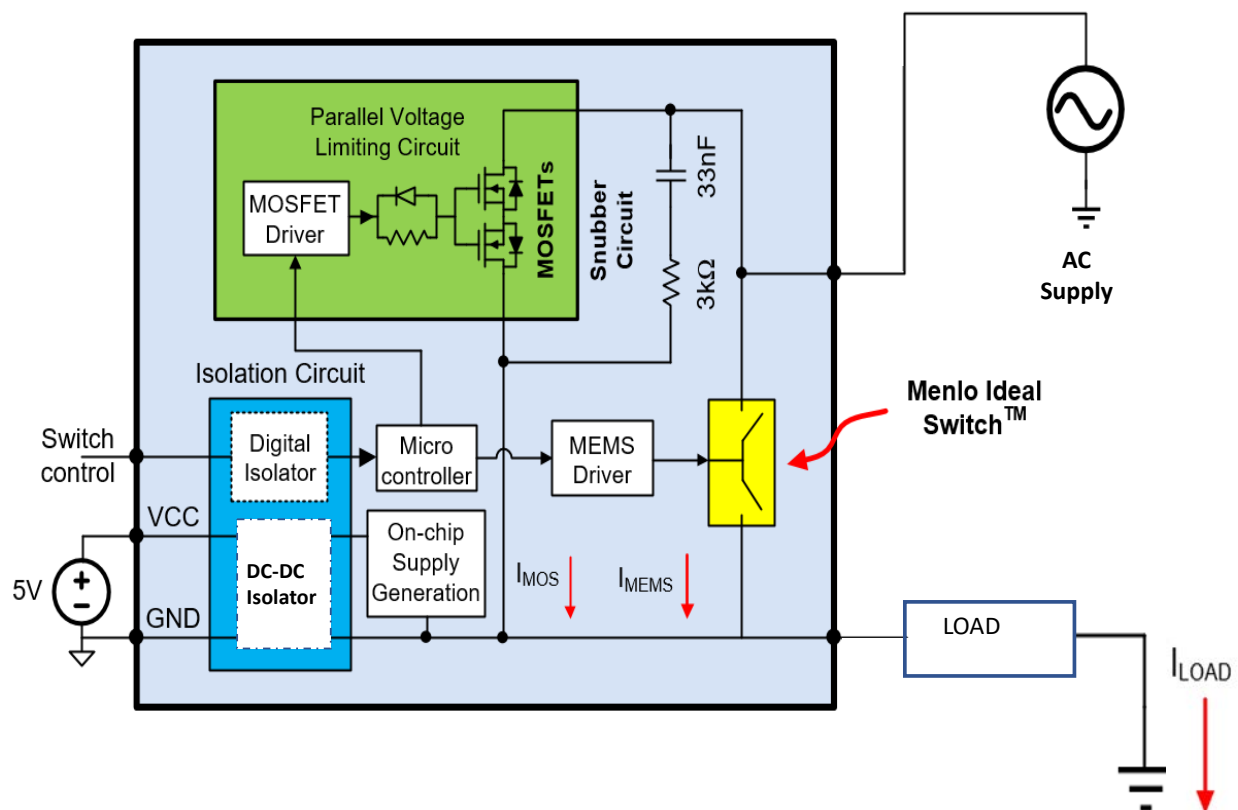 Parallel Voltage
Limiting Circuit
MOSFET
Driver
MOSFETs
Snubber
Circuit
33nF
3kΩ
AC
Supply
Isolation Circuit
Switch
control
Digital
Isolator
Micro
controller
MEMS
Driver
Menlo Ideal
Switch™
VCC
5V
GND
DC-DC
Isolator
On-chip
Supply
Generation
IMOS
IMEMS
LOAD
ILOAD